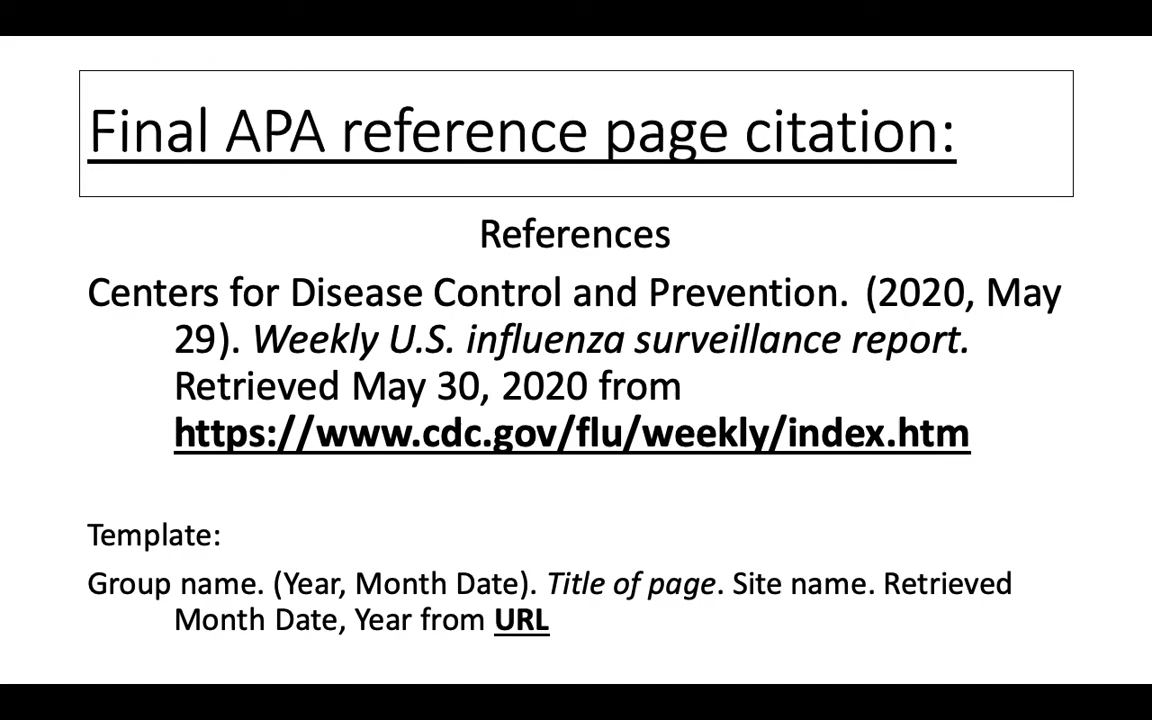 Final APA reference page citation:
References
Centers for Disease Control and Prevention. (2020, May
29). Weekly U.S. influenza surveillance report.
Retrieved May 30, 2020 from
https://www.cdc.gov/flu/weekly/index.htm
Template:
Group name. (Year, Month Date). Title of page. Site name. Retrieved
Month Date, Year from URL